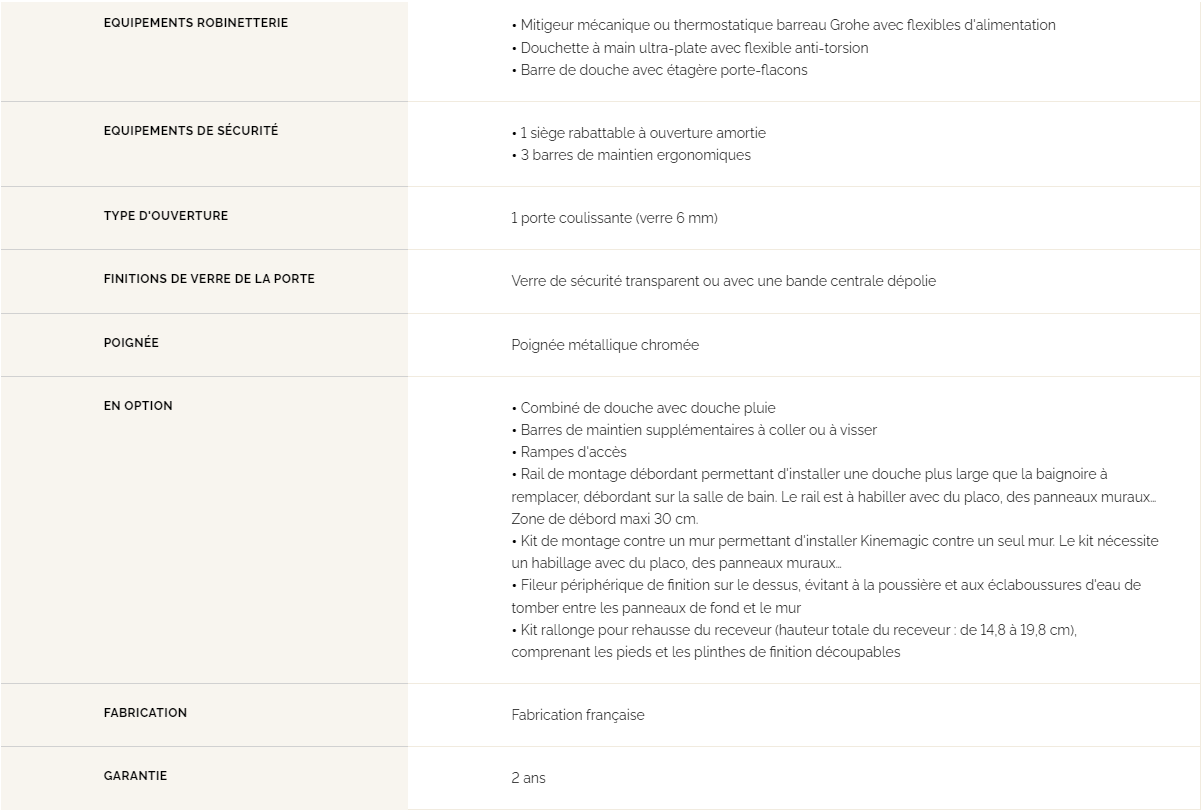 EQUIPEMENTS ROBINETTERIE
• Mitigeur mécanique ou thermostatique barreau Grohe avec flexibles d'alimentation
• Douchette à main ultra-plate avec flexible anti-torsion
• Barre de douche avec étagère porte-flacons
EQUIPEMENTS DE SÉCURITÉ
• 1 siège rabattable à ouverture amortie
• 3 barres de maintien ergonomiques
TYPE D'OUVERTURE
1 porte coulissante (verre 6 mm)
FINITIONS DE VERRE DE LA PORTE
Verre de sécurité transparent ou avec une bande centrale dépolie
POIGNÉE
Poignée métallique chromée
EN OPTION
• Combiné de douche avec douche pluie
• Barres de maintien supplémentaires à coller ou à visser
• Rampes d'accès
• Rail de montage débordant permettant d'installer une douche plus large que la baignoire à
remplacer, débordant sur la salle de bain. Le rail est à habiller avec du placo, des panneaux muraux...
Zone de débord maxi 30 cm.
• Kit de montage contre un mur permettant d'installer Kinemagic contre un seul mur. Le kit nécessite
un habillage avec du placo, des panneaux muraux...
• Fileur périphérique de finition sur le dessus, évitant à la poussière et aux éclaboussures d'eau de
tomber entre les panneaux de fond et le mur
• Kit rallonge pour rehausse du receveur (hauteur totale du receveur : de 14,8 à 19,8 cm),
comprenant les pieds et les plinthes de finition découpables
FABRICATION
Fabrication française
GARANTIE
2 ans